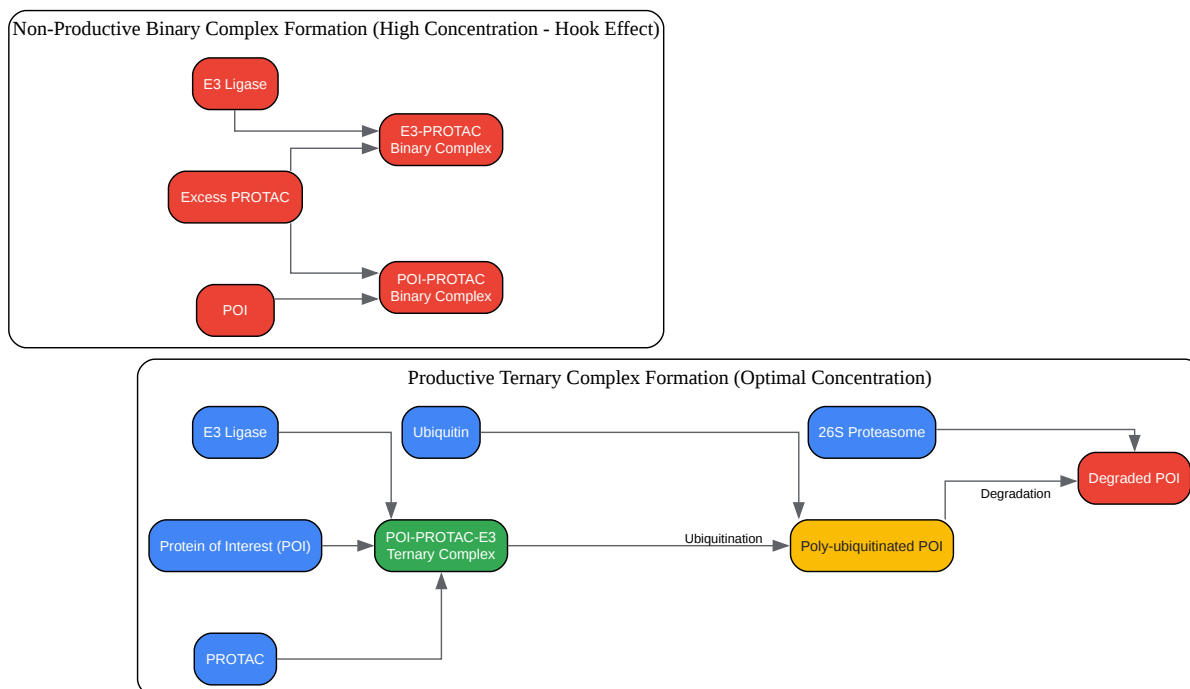 Non-Productive Binary Complex Formation (High Concentration - Hook Effect)
E3 Ligase
E3-PROTAC
Binary Complex
Excess PROTAC
POI-PROTAC
Binary Complex
POI
Productive Ternary Complex Formation (Optimal Concentration)
E3 Ligase
Ubiquitin
26S Proteasome
Degraded POI
Degradation
Protein of Interest (POI)
POI-PROTAC-E3
Ternary Complex
Ubiquitination
Poly-ubiquitinated POI
PROTAC